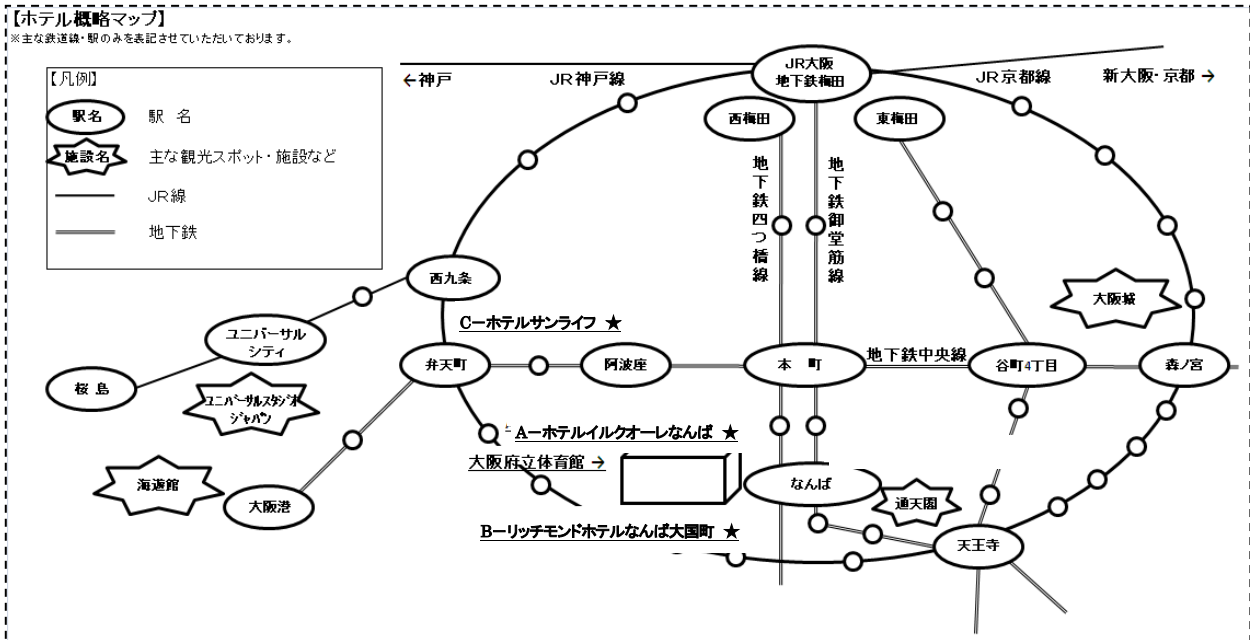 【ホテル概略マップ】
※主な鉄道線・駅のみを表記させていただいております。
【凡例】
駅名
駅 名
施設名
主な観光スポット・施設など
JR線
地下鉄
←神戸
JR神戸線
JR大阪
地下鉄梅田
JR京都線
新大阪・京都 →
西梅田
東梅田
地下鉄四つ橋線
地下鉄御堂筋線
大阪城
西九条
C－ホテルサンライフ ★
ユニバーサル
シティ
弁天町
阿波座
本 町
地下鉄中央線
谷町4丁目
森ノ宮
桜 島
ユニバーサルスタジオ
ジャパン
A－ホテルイルクオーレなんば ★
大阪府立体育館 →
なんば
通天閣
海遊館
大阪港
B－リッチモンドホテルなんば大国町 ★
天王寺